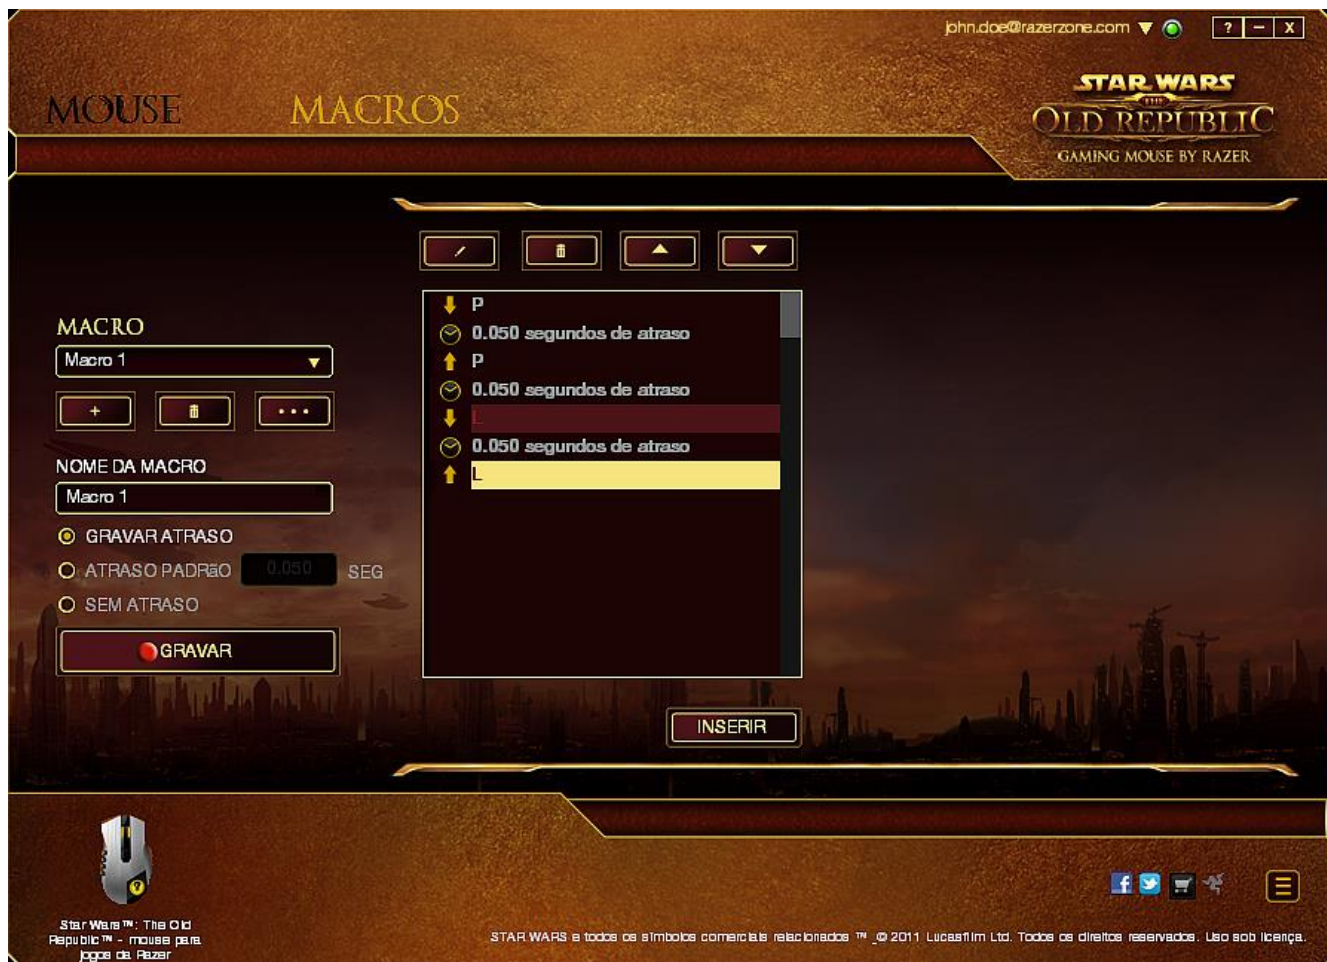 john.doe@razerzone.com
? – X
MOUSE MACROS
STAR WARS
THE
OLD REPUBLIC
GAMING MOUSE BY RAZER
MACRO
Macro 1
+
...
NOME DA MACRO
Macro 1
GRAVAR ATRASO
ATRASO PADRãO 0.050 SEG
SEM ATRASO
GRAVAR
P
0.050 segundos de atraso
P
0.050 segundos de atraso
L
0.050 segundos de atraso
L
INSERIR
Star Wars™: The Old
Republic™ - mouse para
jogos da Razer
STAR WARS e todos os símbolos comerciais relacionados ™ _© 2011 Lucasfilm Ltd. Todos os direitos reservados. Uso sob licença.